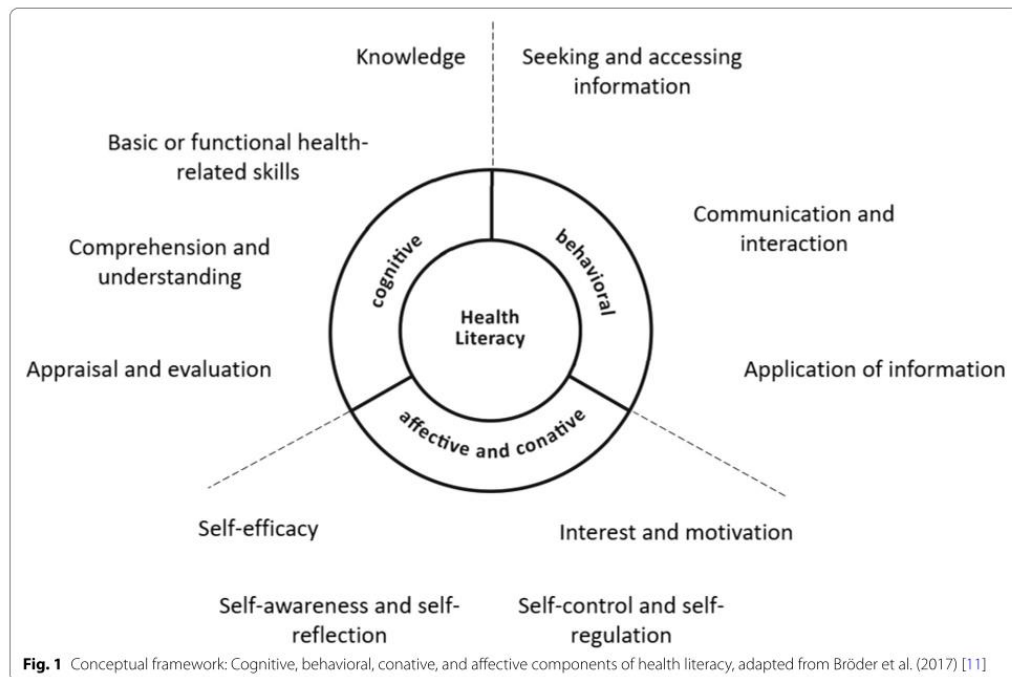 Knowledge
Seeking and accessing
information
Basic or functional health-
related skills
Communication and
interaction
Comprehension and
understanding
cognitive
behavioral
Health
Literacy
Appraisal and evaluation
Application of information
affective and conative
Self-efficacy
Interest and motivation
Self-awareness and self-
reflection
Self-control and self-
regulation
Fig. 1 Conceptual framework: Cognitive, behavioral, conative, and affective components of health literacy, adapted from Bröder et al. (2017) [11]